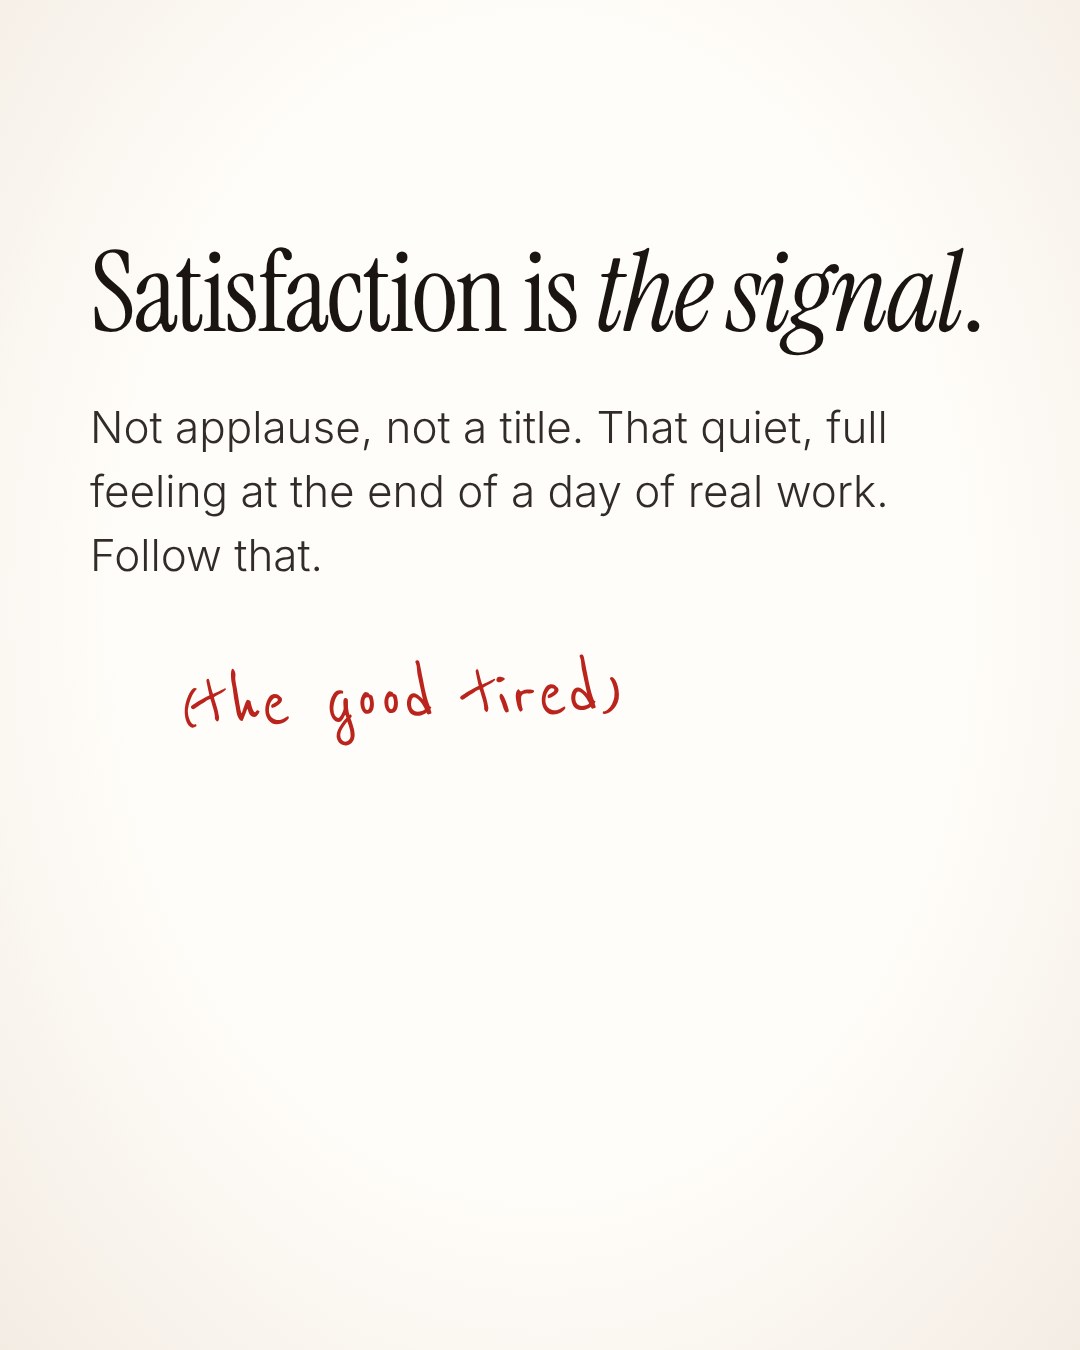 Satisfaction is the signal.
Not applause, not a title. That quiet, full
feeling at the end of a day of real work.
Follow that.
(the good tired)